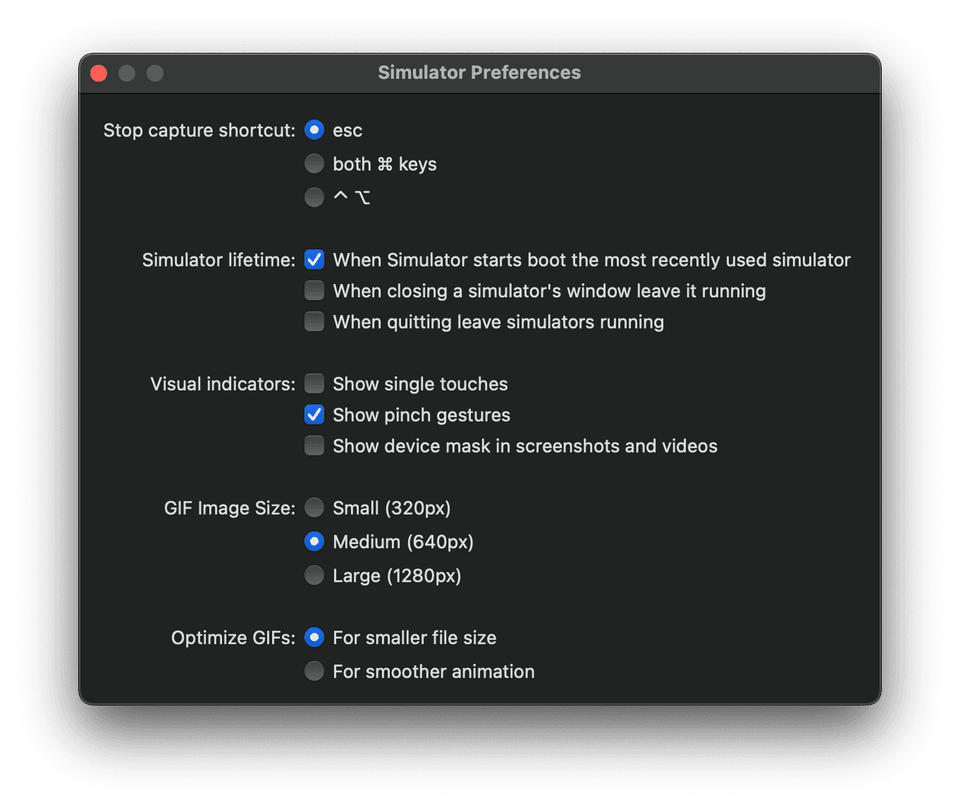 Simulator Preferences
Stop capture shortcut: esc
both ⌘ keys
^ ⌥
Simulator lifetime: When Simulator starts boot the most recently used simulator
When closing a simulator's window leave it running
When quitting leave simulators running
Visual indicators: Show single touches
Show pinch gestures
Show device mask in screenshots and videos
GIF Image Size: Small (320px)
Medium (640px)
Large (1280px)
Optimize GIFs: For smaller file size
For smoother animation